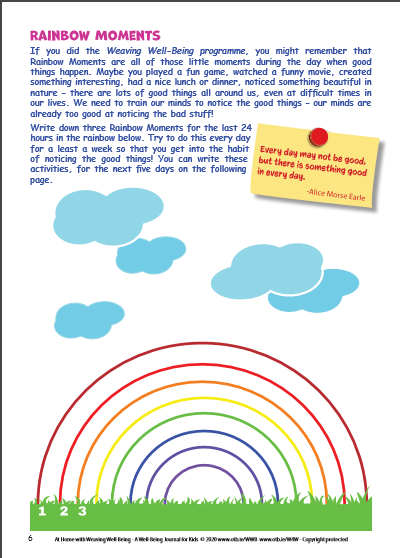 RAINBOW MOMENTS
If you did the Weaving Well-Being programme, you might remember that
Rainbow Moments are all of those little moments during the day when good
things happen. Maybe you played a fun game, watched a funny movie, created
something interesting, had a nice lunch or dinner, noticed something beautiful in
nature – there are lots of good things all around us, even at difficult times in
our lives. We need to train our minds to notice the good things – our minds are
already too good at noticing the bad stuff!
Write down three Rainbow Moments for the last 24
hours in the rainbow below. Try to do this every day
for a least a week so that you get into the habit
of noticing the good things! You can write these
activities, for the next five days on the following
page.
Every day may not be good,
but there is something good
in every day.
-Alice Morse Earle
1 2 3
6 At Home with Weaving Well-Being - A Well-Being Journal for Kids © 2020 www.otb.ie/WWB www.otb.ie/WHW - Copyright protected